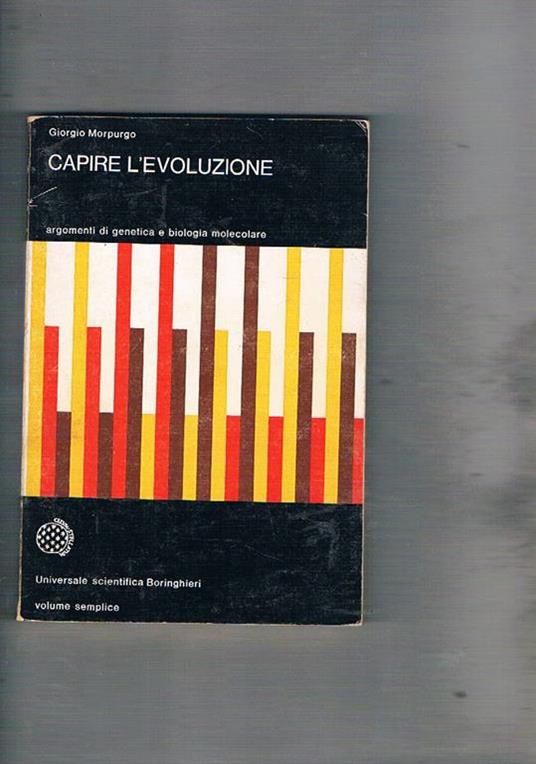 Giorgio Morpurgo
CAPIRE L'EVOLUZIONE
argomenti di genetica e biologia molecolare
Universale scientifica Boringhieri
volume semplice